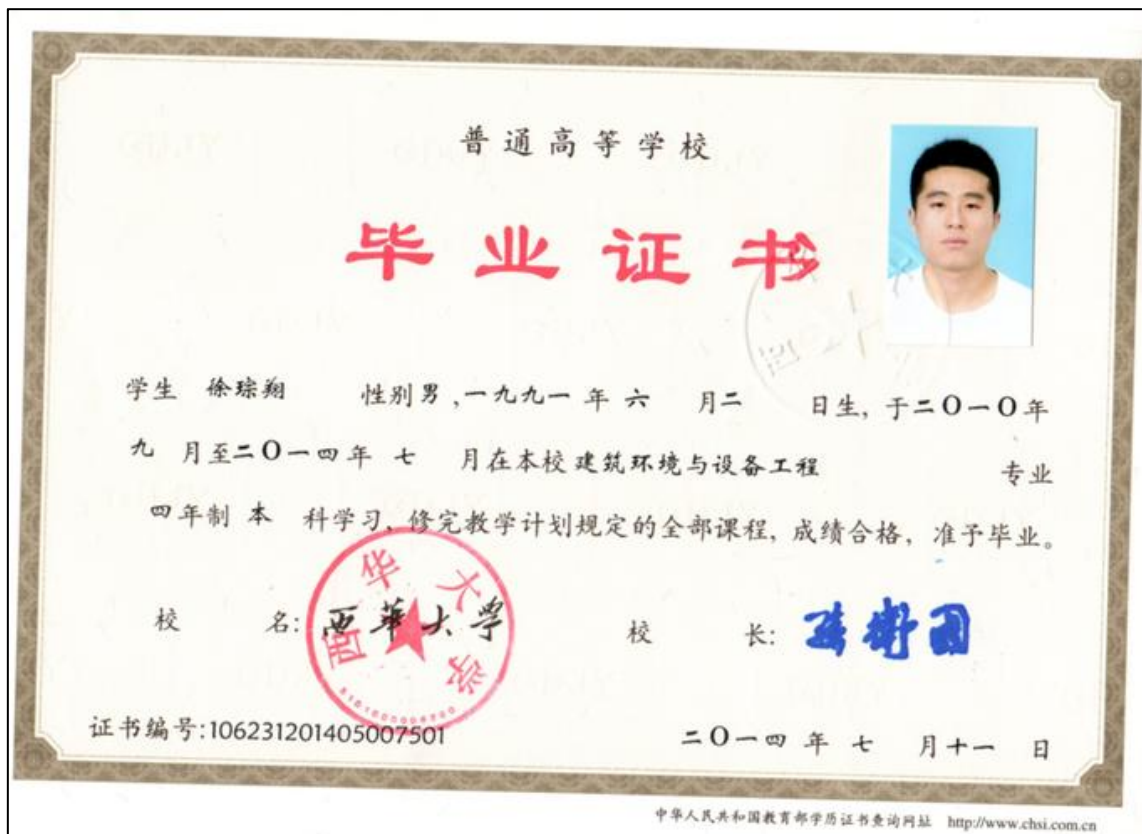 普通高等学校
毕业证书
学生 徐琮翔 性别男,一九九一年 六 月二 日生,于二〇一〇年
九 月至二〇一四年 七 月在本校建筑环境与设备工程 专业
四年制 本 科学习、修完教学计划规定的全部课程,成绩合格,准予毕业。
校 名: 西華大学 校 长:
西华大学
证书编号:106231201405007501 二〇一四 年 七 月十一 日
中华人民共和国教育部学历证书查询网址 http://www.chsi.com.cn